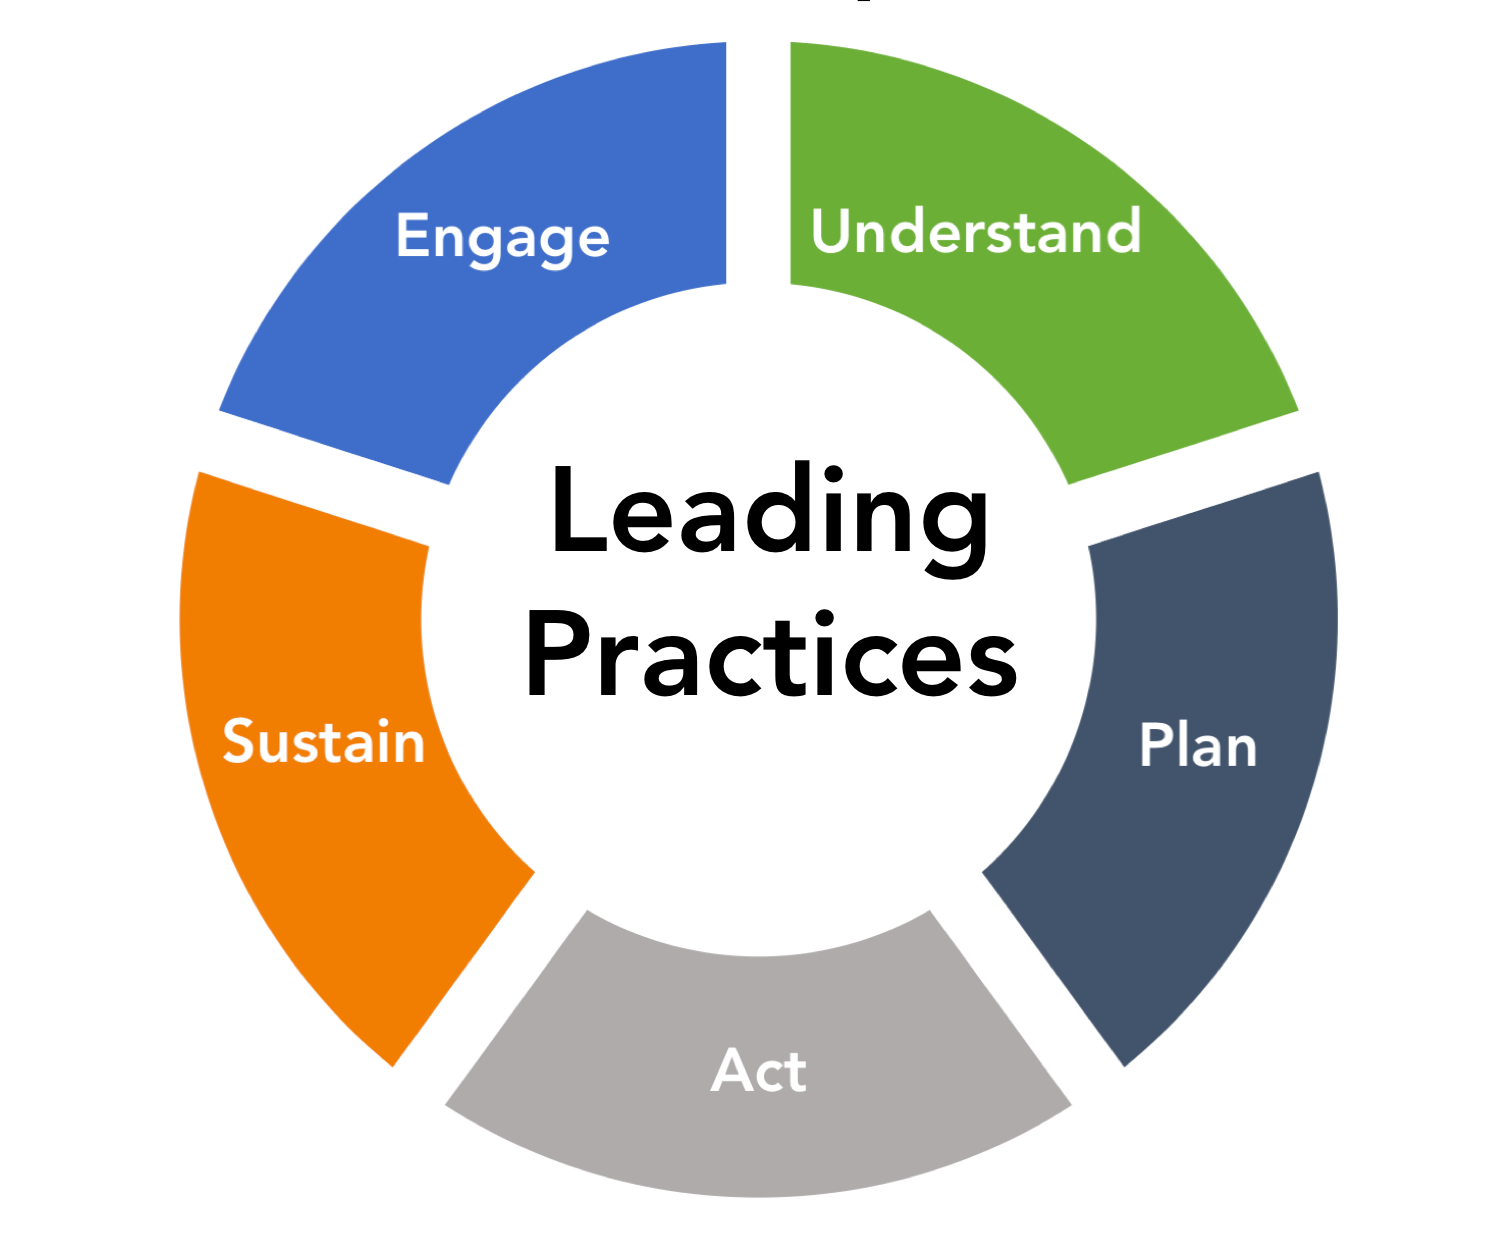 Engage
Understand
Leading
Practices
Sustain
Plan
Act